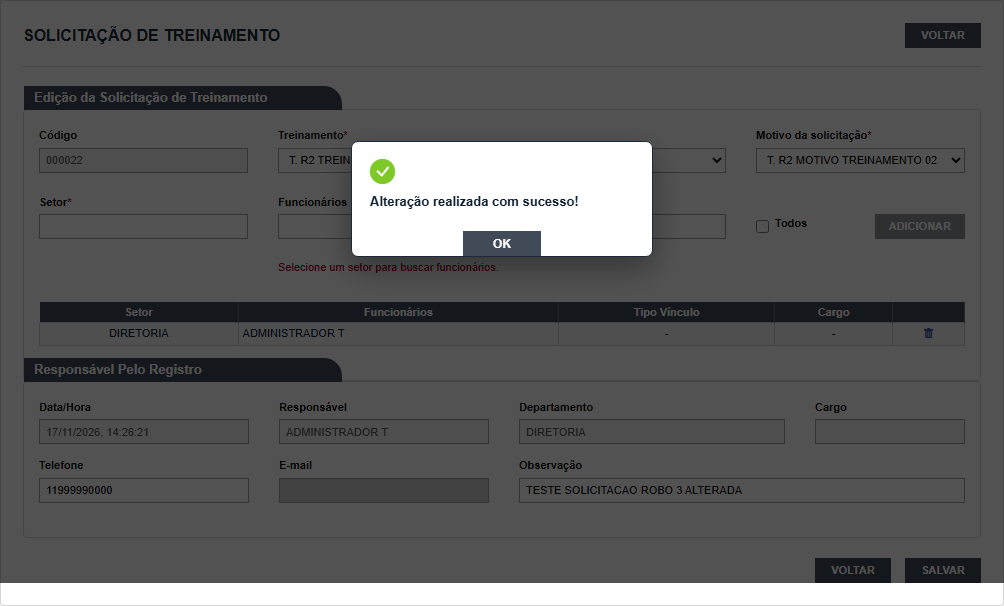 SOLICITAÇÃO DE TREINAMENTO VOLTAR
Edição da Solicitação de Treinamento
Código Treinamento* Motivo da solicitação*
000022 T. R2 TREIN T. R2 MOTIVO TREINAMENTO 02
Alteração realizada com sucesso!
Setor* Funcionários
Todos ADICIONAR
OK
Selecione um setor para buscar funcionários.
Setor Funcionários Tipo Vínculo Cargo
DIRETORIA ADMINISTRADOR T - -
Responsável Pelo Registro
Data/Hora Responsável Departamento Cargo
17/11/2026, 14:26:21 ADMINISTRADOR T DIRETORIA
Telefone E-mail Observação
11999990000 TESTE SOLICITACAO ROBO 3 ALTERADA
VOLTAR SALVAR